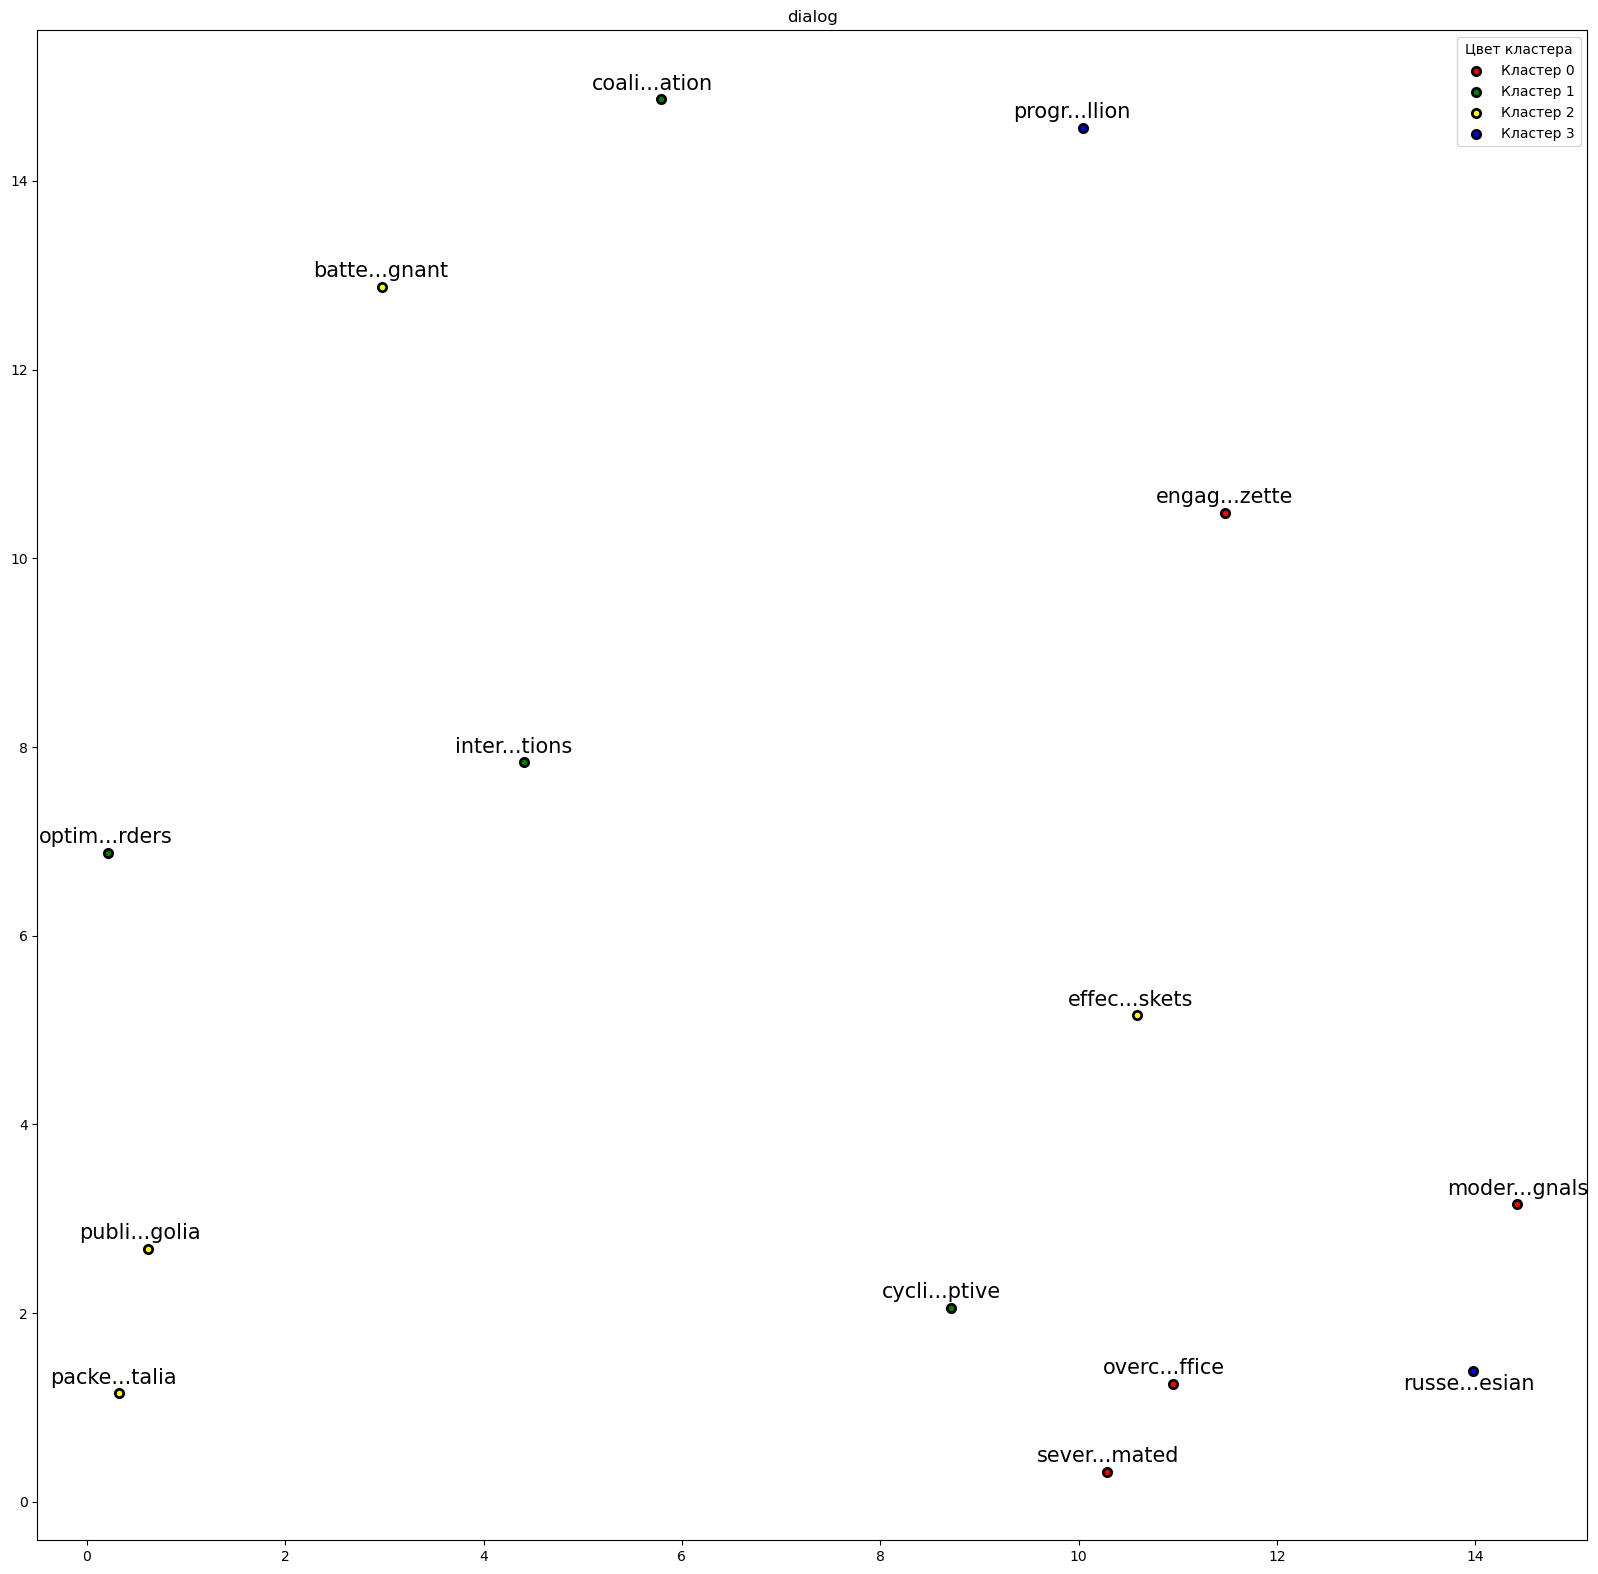 dialog
Цвет кластера
Кластер 0
Кластер 1
Кластер 2
Кластер 3
coali...ation
progr...llion
batte...gnant
engag...zette
inter...tions
optim...rders
effec...skets
moder...gnals
publi...golia
cycli...ptive
overc...ffice
packe...talia
russe...esian
sever...mated
14
12
10
8
6
4
2
0
0 2 4 6 8 10 12 14